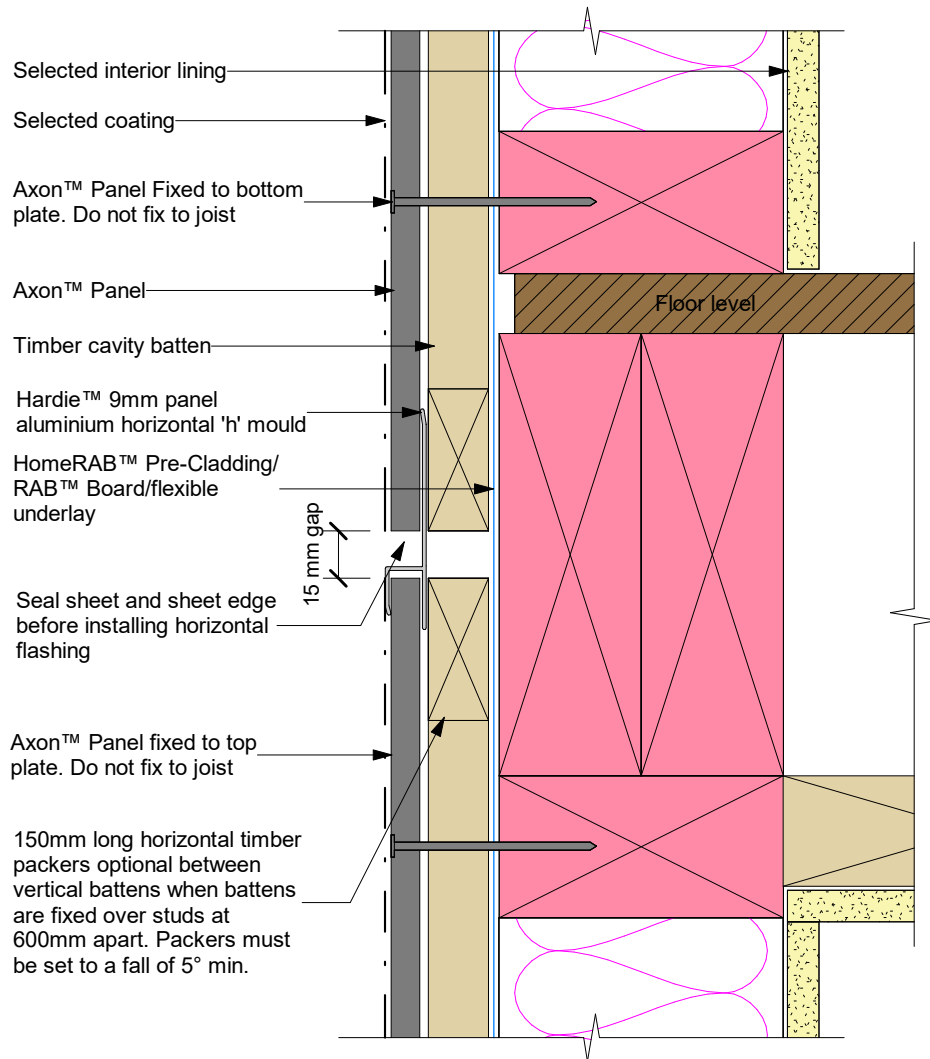 Selected interior lining
Selected coating
Axon™ Panel Fixed to bottom
plate. Do not fix to joist
Axon™ Panel
Floor level
Timber cavity batten
Hardie™ 9mm panel
aluminium horizontal 'h' mould
HomeRAB™ Pre-Cladding/
RAB™ Board/flexible
underlay
15 mm gap
Seal sheet and sheet edge
before installing horizontal
flashing
Axon™ Panel fixed to top
plate. Do not fix to joist
150mm long horizontal timber
packers optional between
vertical battens when battens
are fixed over studs at
600mm apart. Packers must
be set to a fall of 5° min.